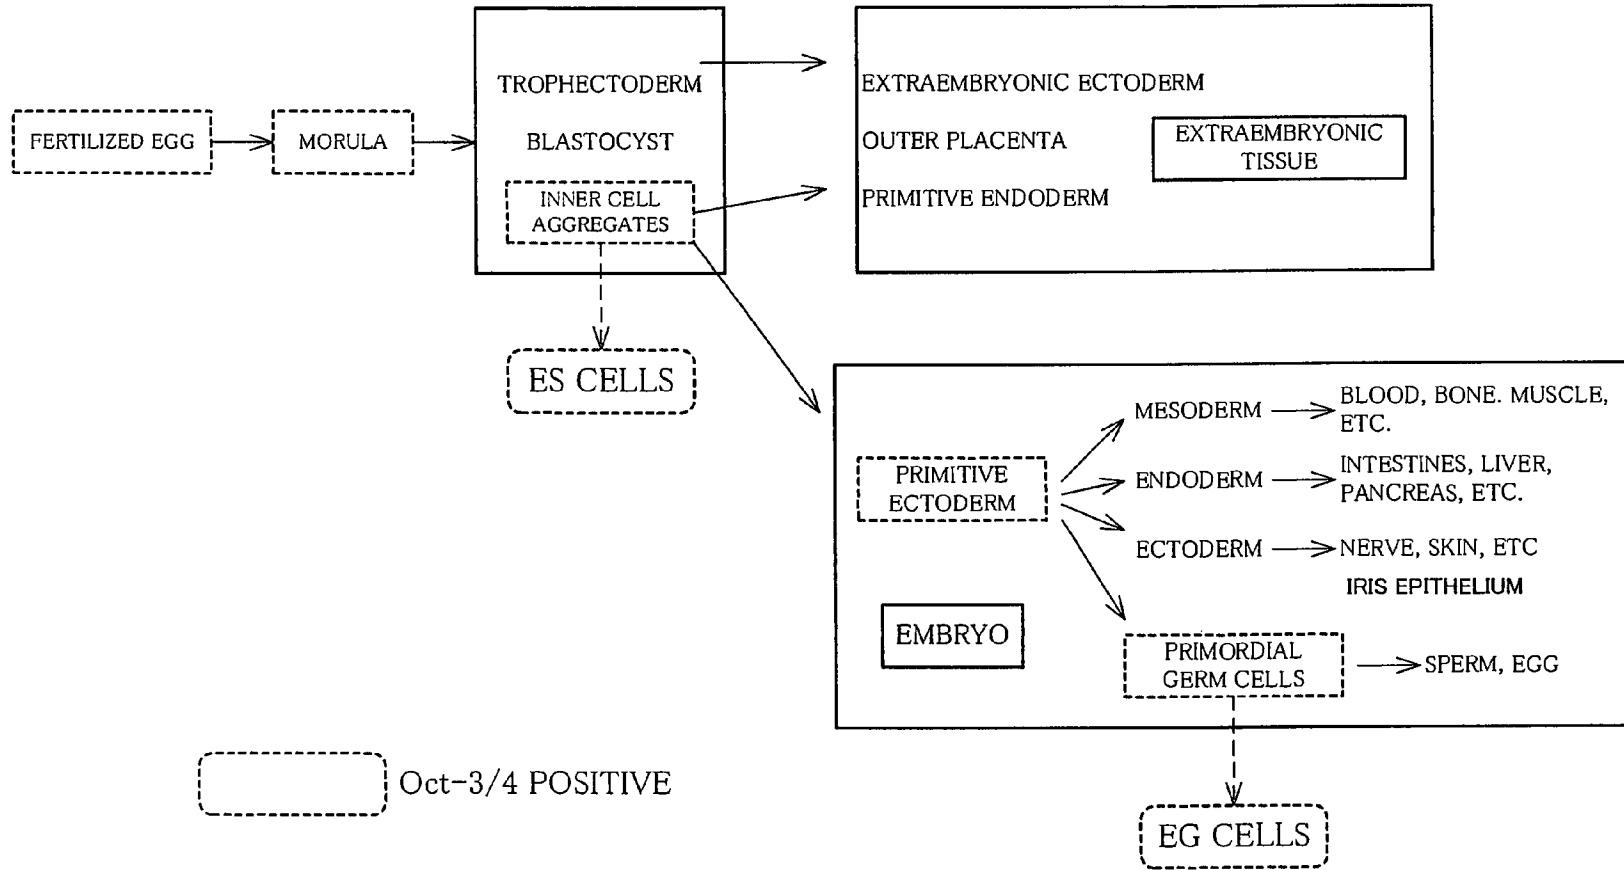 TROPHECTODERM
EXTRAEMBRYONIC ECTODERM
FERTILIZED EGG
MORULA
BLASTOCYST
OUTER PLACENTA
EXTRAEMBRYONIC
TISSUE
INNER CELL
AGGREGATES
PRIMITIVE ENDODERM
ES CELLS
MESODERM
BLOOD, BONE. MUSCLE,
ETC.
PRIMITIVE
ECTODERM
ENDODERM
INTESTINES, LIVER,
PANCREAS, ETC.
ECTODERM
NERVE, SKIN, ETC
IRIS EPITHELIUM
EMBRYO
PRIMORDIAL
GERM CELLS
SPERM, EGG
Oct-3/4 POSITIVE
EG CELLS